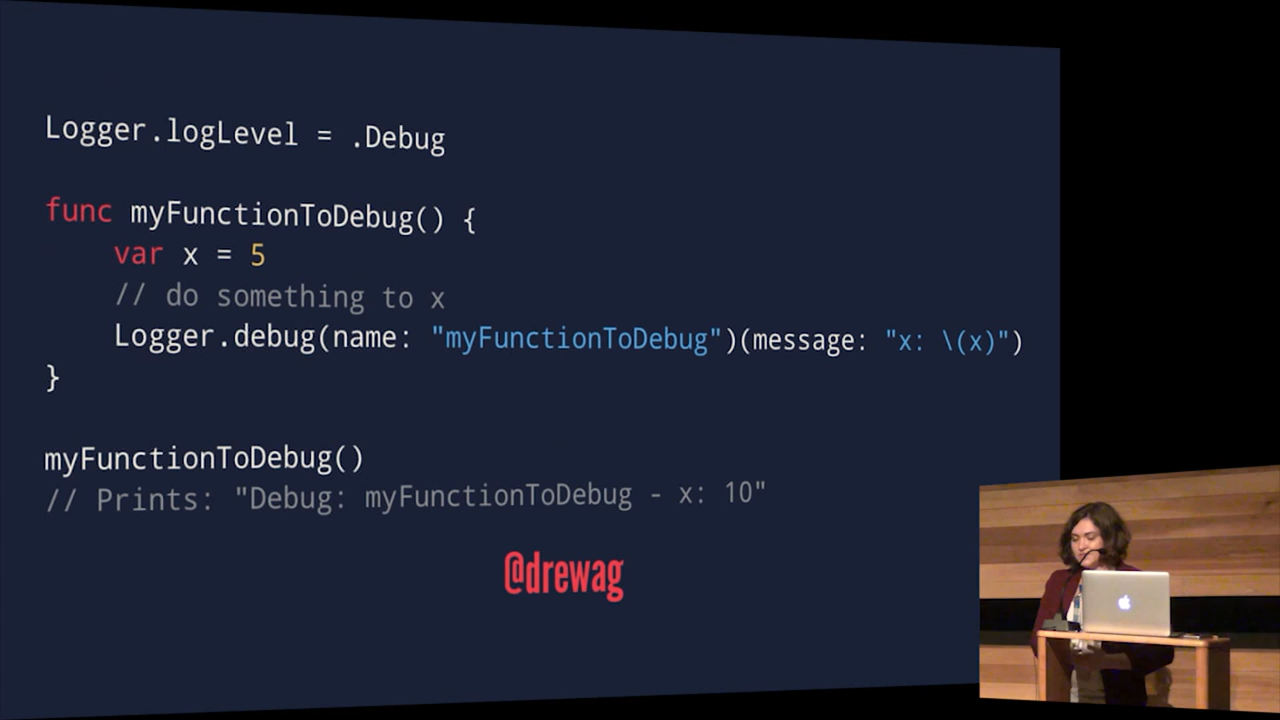 Logger.logLevel = .Debug
func myFunctionToDebug() {
var x = 5
// do something to x
Logger.debug(name: "myFunctionToDebug")(message: "x: \(x)")
}
myFunctionToDebug()
// Prints: "Debug: myFunctionToDebug - x: 10"
@drewag